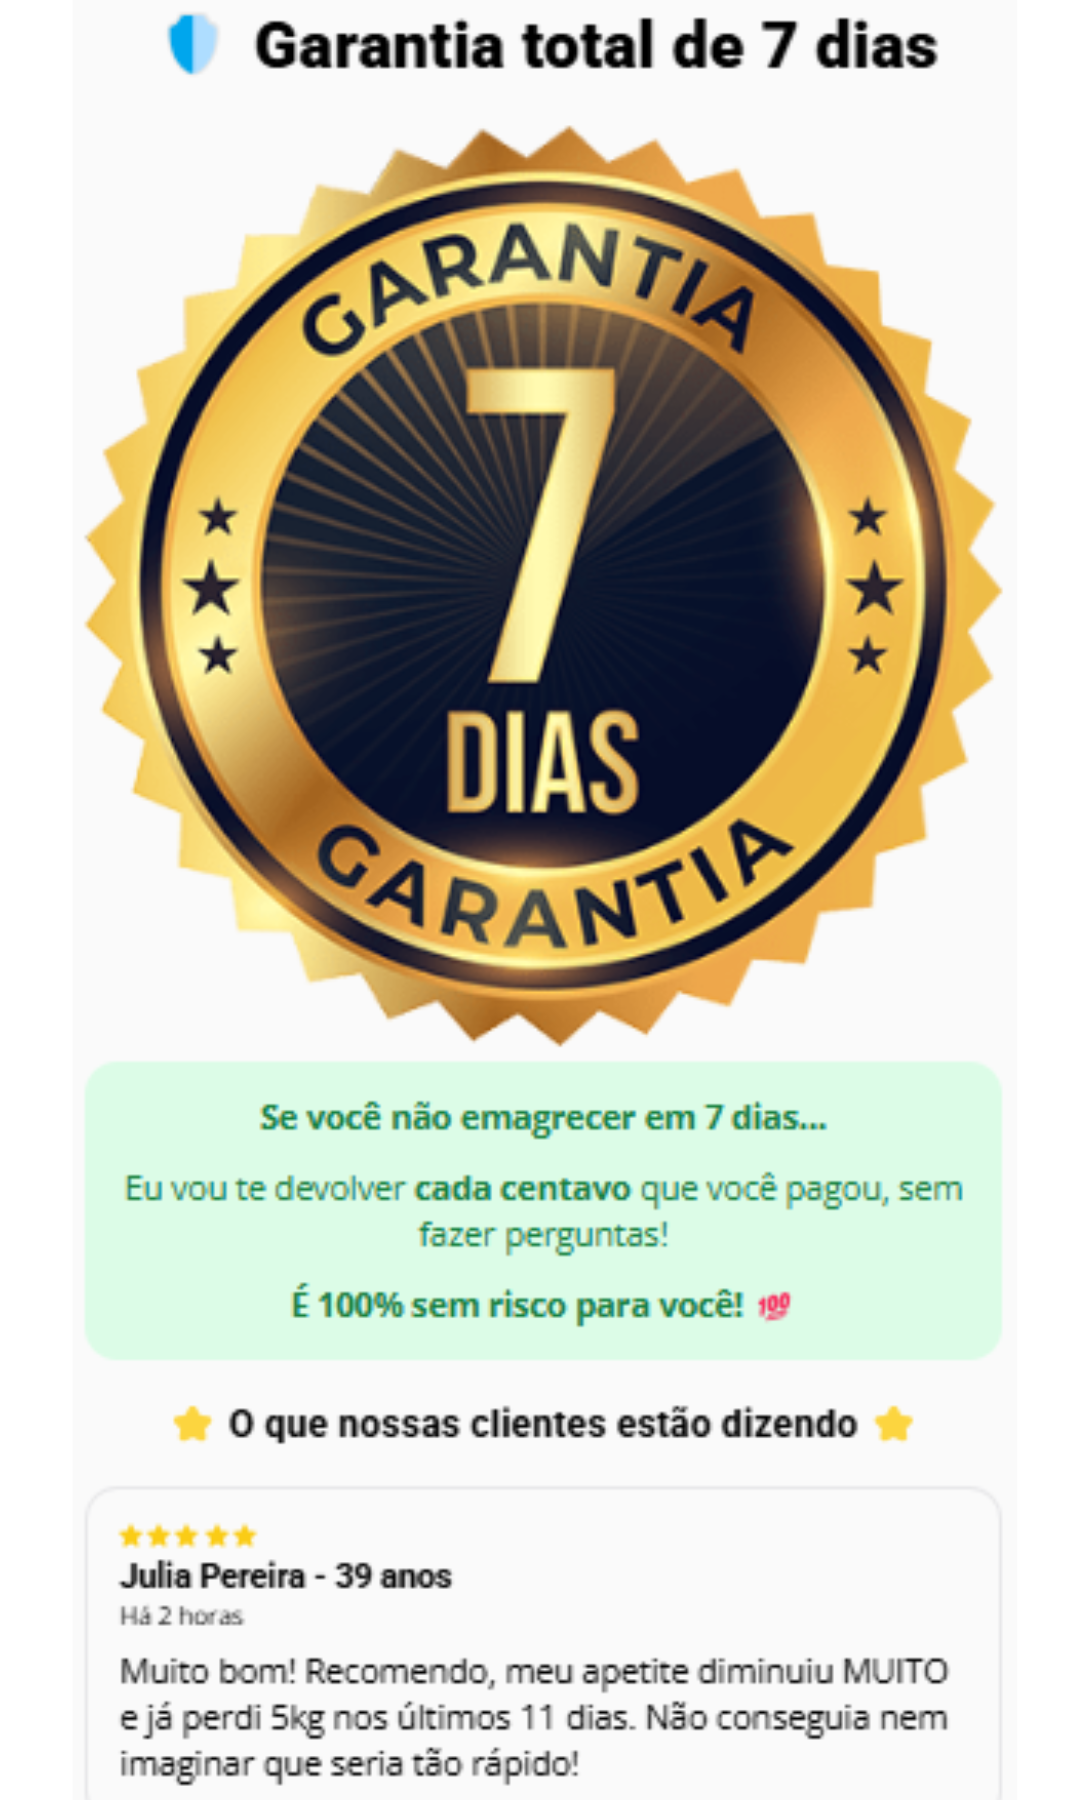 🛡️ Garantia total de 7 dias
GARANTIA
7
DIAS
GARANTIA
Se você não emagrecer em 7 dias...
Eu vou te devolver cada centavo que você pagou, sem
fazer perguntas!
É 100% sem risco para você! 💯
⭐ O que nossas clientes estão dizendo ⭐
★★★★★
Julia Pereira - 39 anos
Há 2 horas
Muito bom! Recomendo, meu apetite diminuiu MUITO
e já perdi 5kg nos últimos 11 dias. Não conseguia nem
imaginar que seria tão rápido!